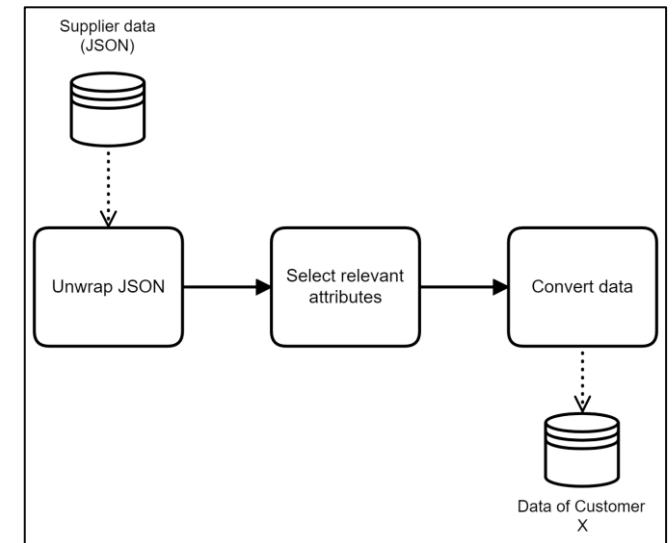 Supplier data
(JSON)
Unwrap JSON
Select relevant
attributes
Convert data
Data of Customer
X